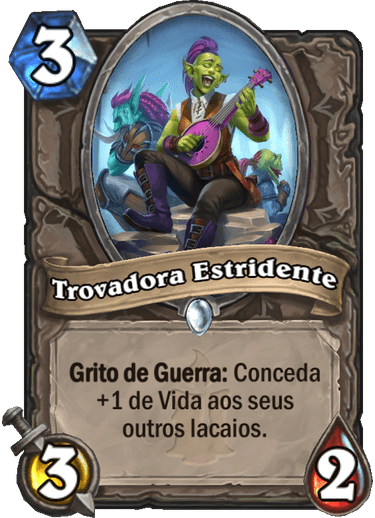 3
Trovadora Estridente
Grito de Guerra: Conceda
+1 de Vida aos seus
outros lacaios.
3
2